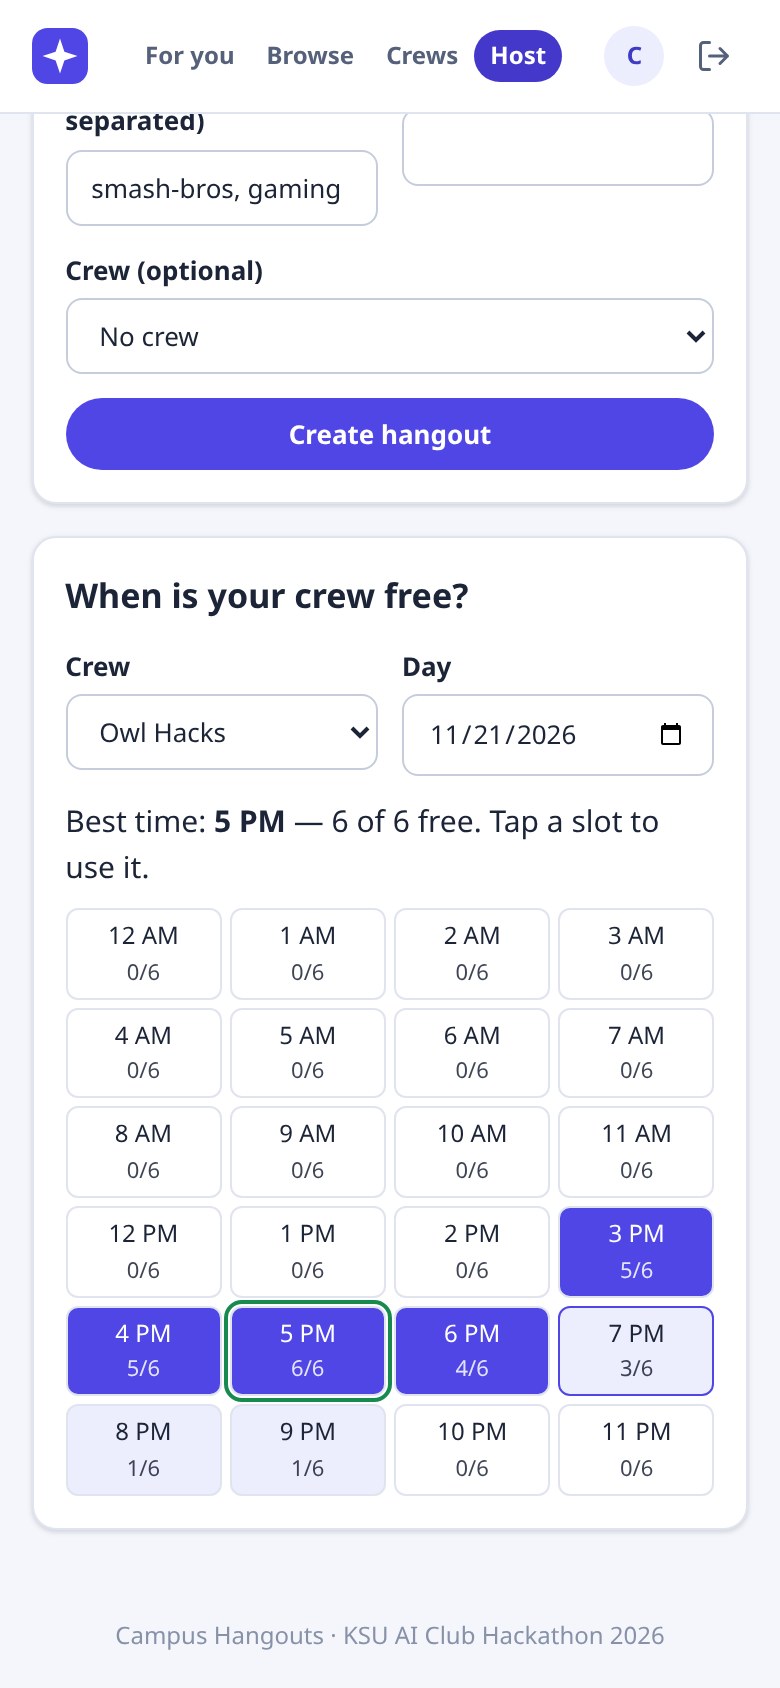 For you Browse Crews Host C
separated)
smash-bros, gaming
Crew (optional)
No crew
Create hangout
When is your crew free?
Crew Day
Owl Hacks 11/21/2026
Best time: 5 PM — 6 of 6 free. Tap a slot to
use it.
12 AM 1 AM 2 AM 3 AM
0/6 0/6 0/6 0/6
4 AM 5 AM 6 AM 7 AM
0/6 0/6 0/6 0/6
8 AM 9 AM 10 AM 11 AM
0/6 0/6 0/6 0/6
12 PM 1 PM 2 PM 3 PM
0/6 0/6 0/6 5/6
4 PM 5 PM 6 PM 7 PM
5/6 6/6 4/6 3/6
8 PM 9 PM 10 PM 11 PM
1/6 1/6 0/6 0/6
Campus Hangouts · KSU AI Club Hackathon 2026